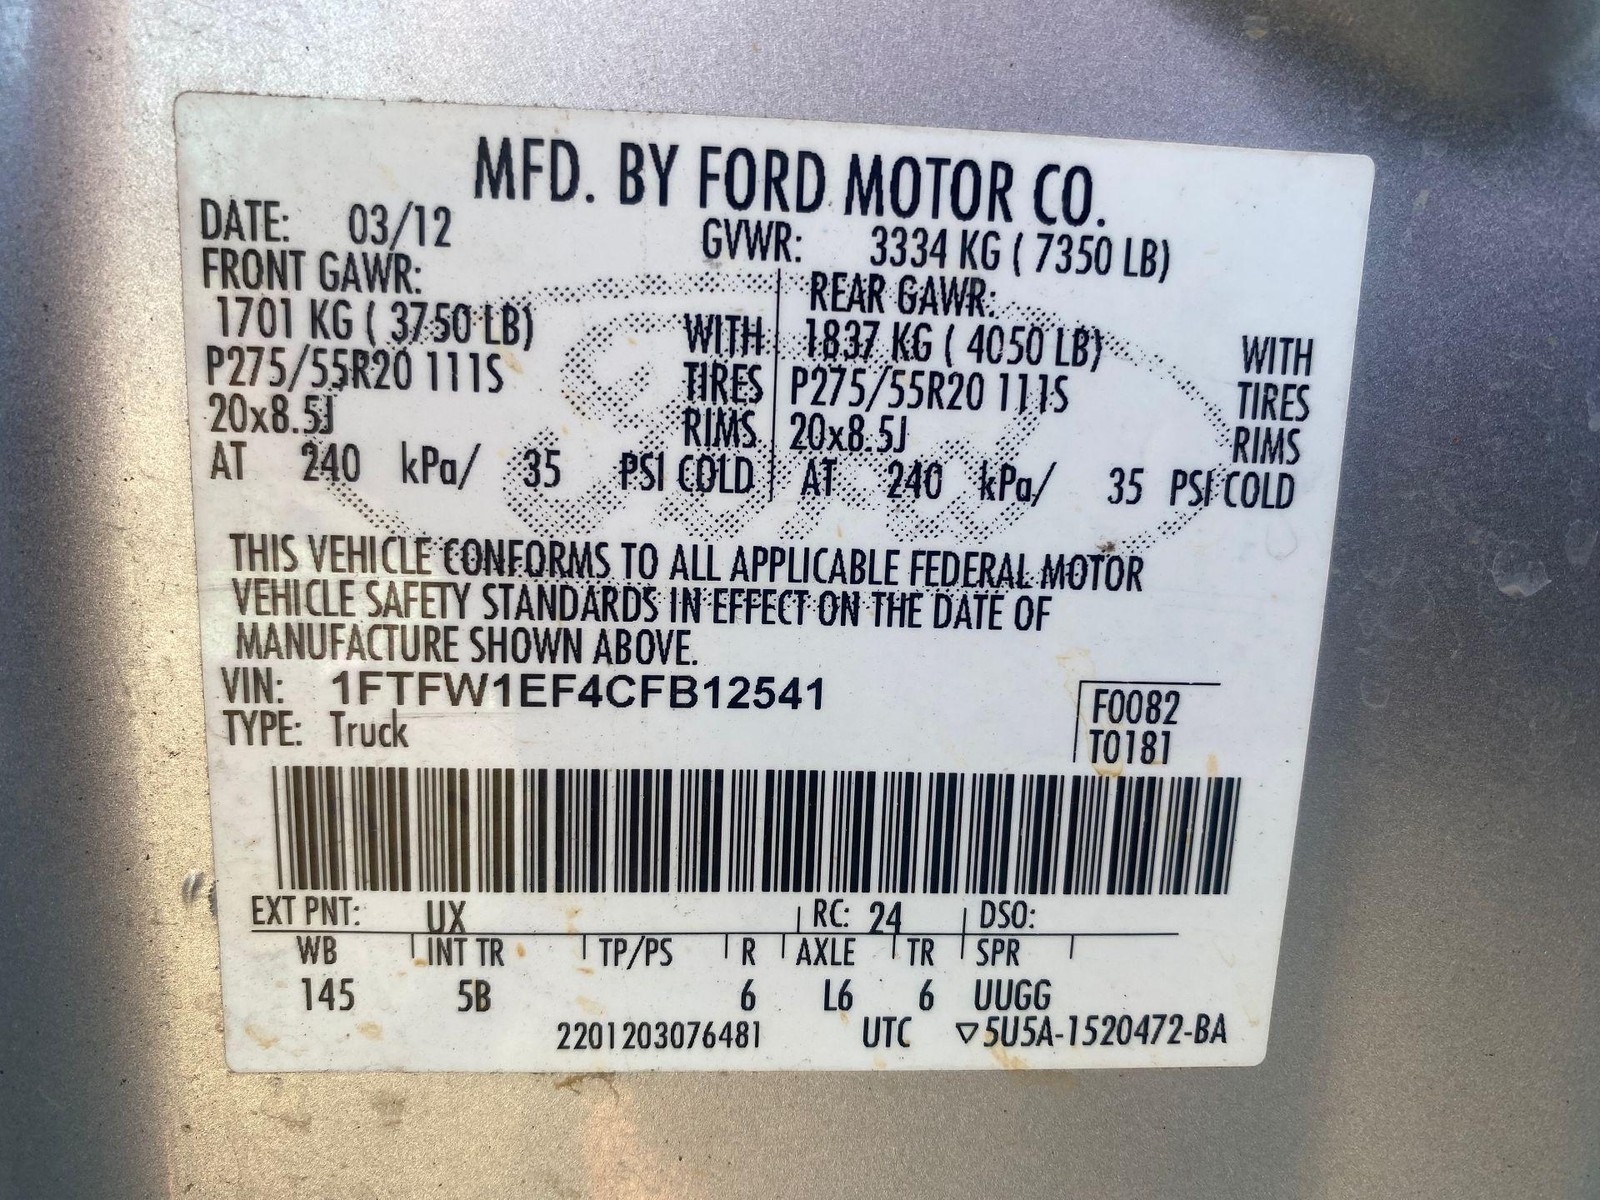 MFD. BY FORD MOTOR CO.
DATE: 03/12 GVWR: 3334 KG ( 7350 LB)
FRONT GAWR: REAR GAWR:
1701 KG ( 3750 LB) WITH 1837 KG ( 4050 LB) WITH
P275/55R20 111S TIRES P275/55R20 111S TIRES
20x8.5J RIMS 20x8.5J RIMS
AT 240 kPa/ 35 PSI COLD AT 240 kPa/ 35 PSI COLD
THIS VEHICLE CONFORMS TO ALL APPLICABLE FEDERAL MOTOR
VEHICLE SAFETY STANDARDS IN EFFECT ON THE DATE OF
MANUFACTURE SHOWN ABOVE.
VIN: 1FTFW1EF4CFB12541 F0082
TYPE: Truck T0181
EXT PNT: UX RC: 24 DSO:
WB INT TR TP/PS R AXLE TR SPR
145 5B 6 L6 6 UUGG
2201203076481 UTC ▽5U5A-1520472-BA
Ford